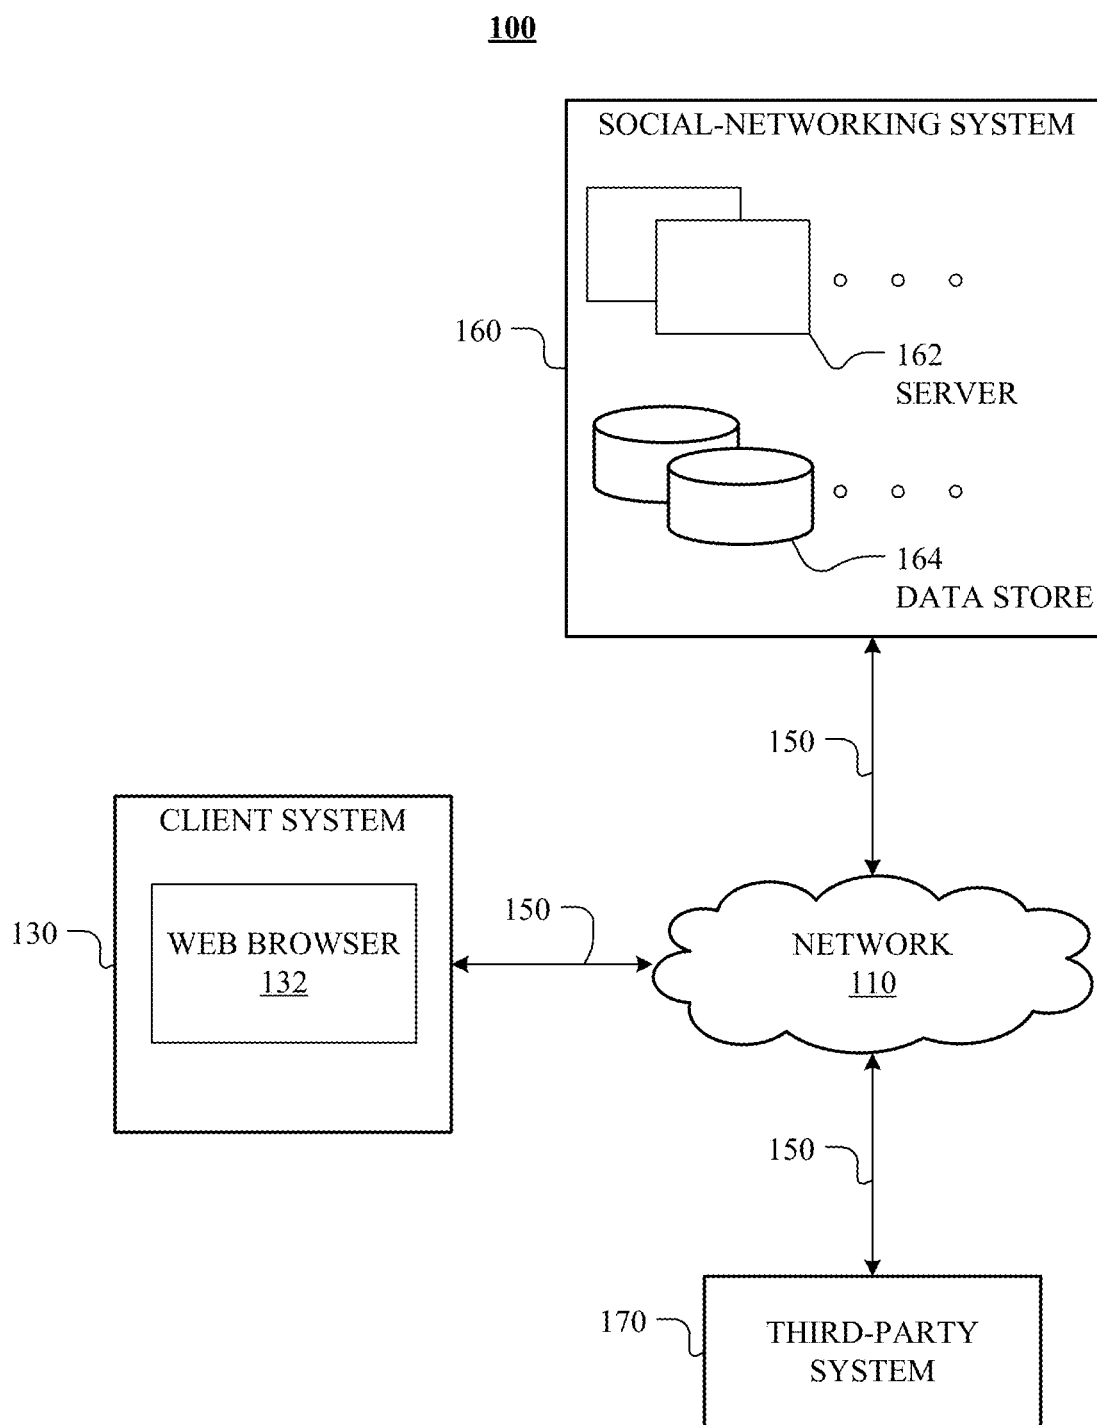 100
SOCIAL-NETWORKING SYSTEM
160
162
SERVER
164
DATA STORE
150
CLIENT SYSTEM
130
WEB BROWSER
132
150
NETWORK
110
150
170
THIRD-PARTY
SYSTEM